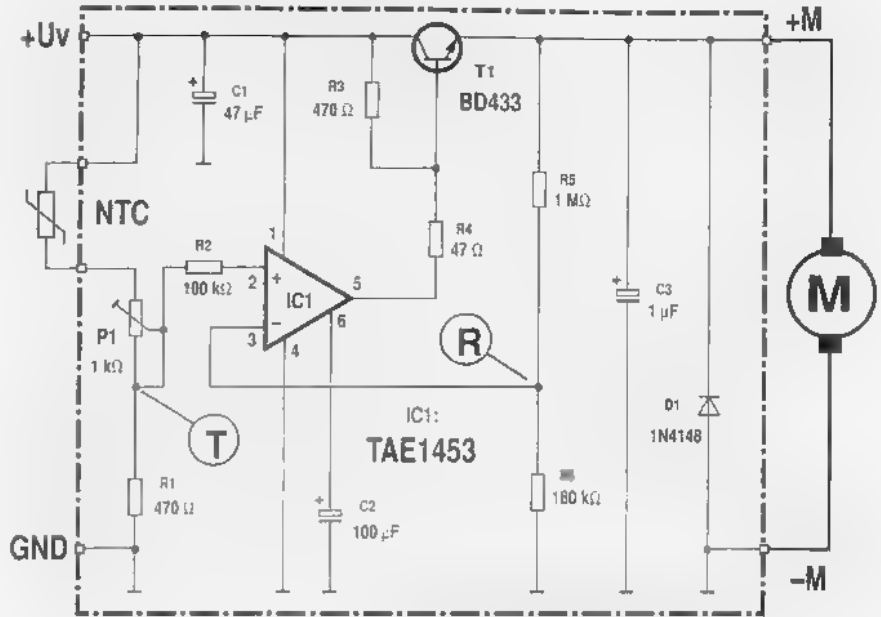 +Uv
+M
C1
47 µF
R3
470 Ω
T1
BD433
NTC
R5
1 MΩ
R4
47 Ω
R2
100 kΩ
1
2
+
IC1
5
6
3
−
4
P1
1 kΩ
R
C3
1 µF
M
T
IC1:
TAE1453
D1
1N4148
R1
470 Ω
C2
100 µF
180 kΩ
GND
−M